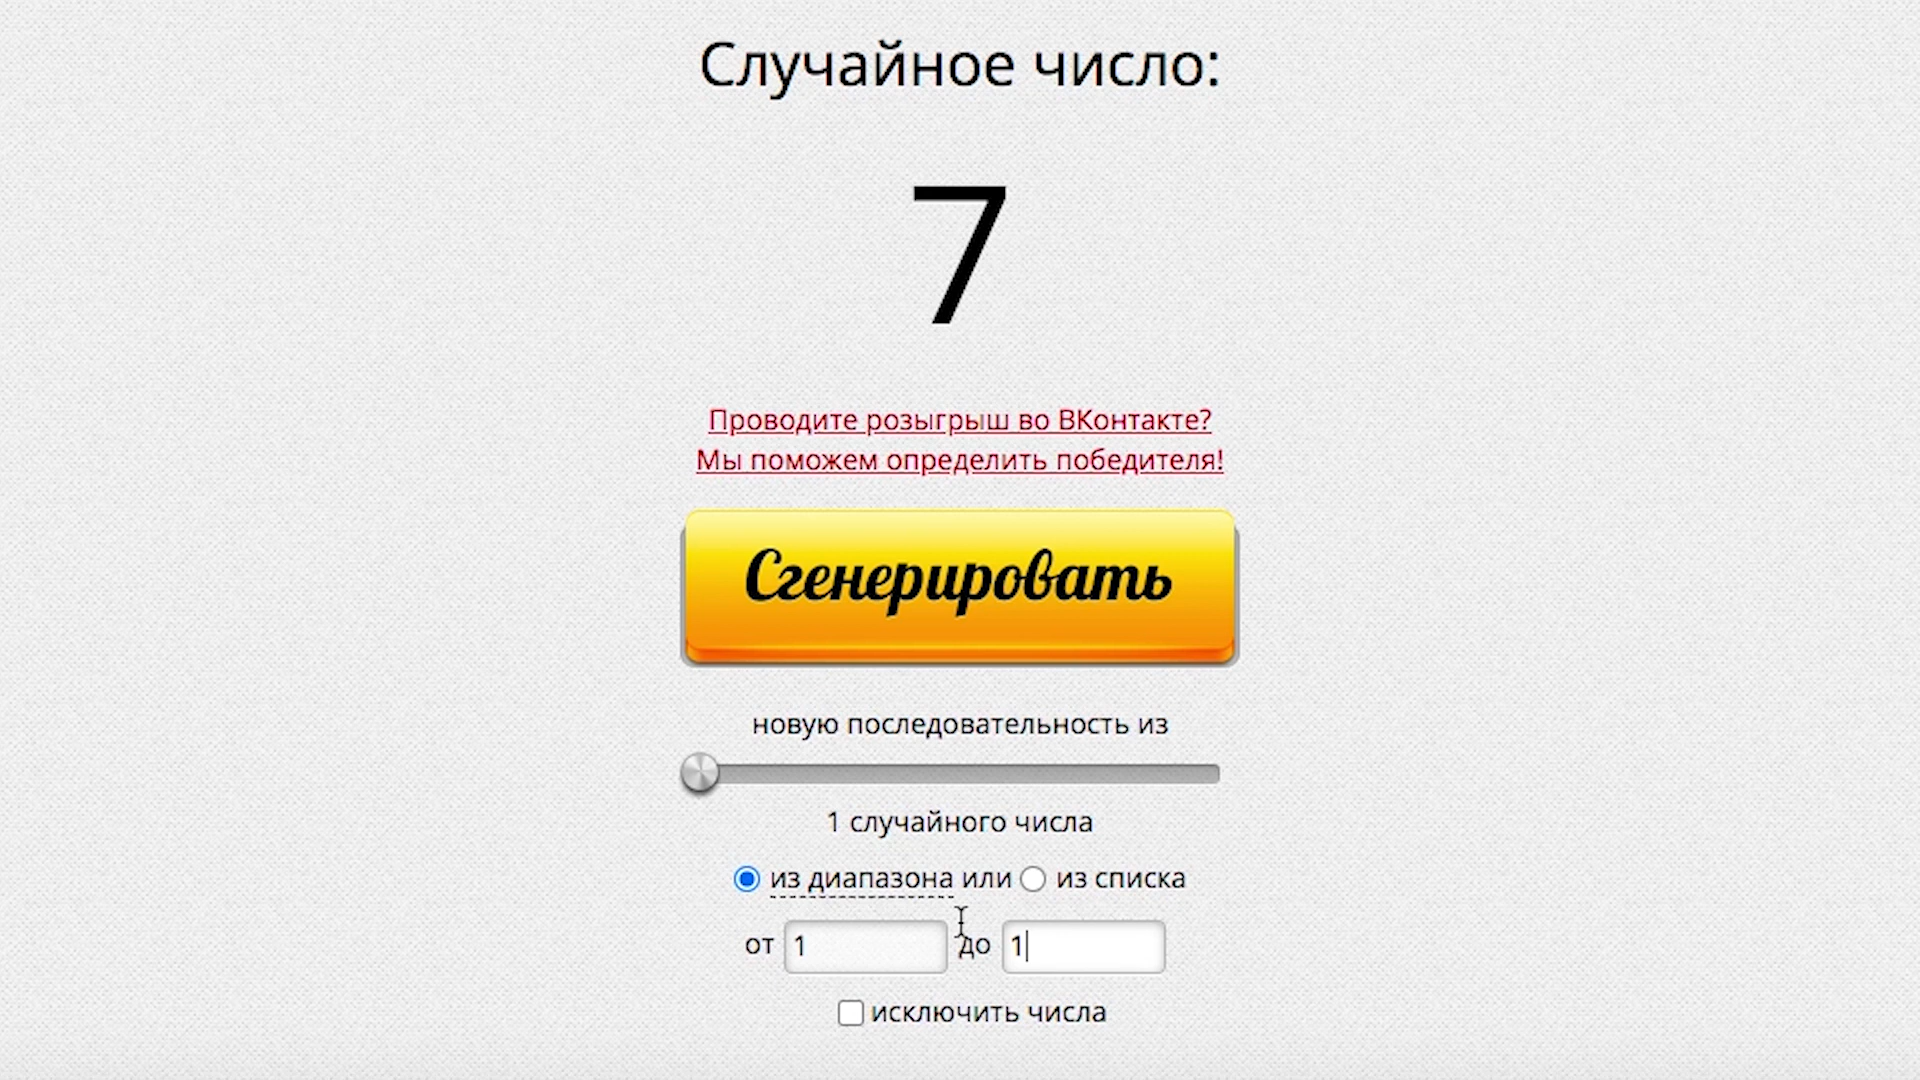 Случайное число:
7
Проводите розыгрыш во ВКонтакте?
Мы поможем определить победителя!
Сгенерировать
новую последовательность из
1 случайного числа
из диапазона или из списка
от 1 до 1
исключить числа